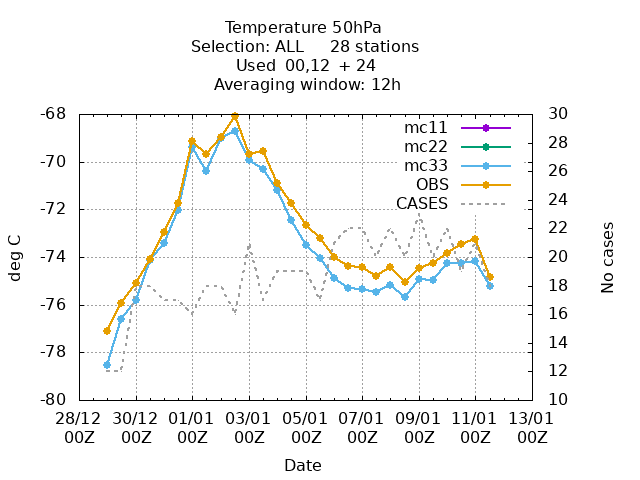 Temperature 50hPa
Selection: ALL 28 stations
Used 00,12 + 24
Averaging window: 12h
-68
-70
-72
-74
-76
-78
-80
deg C
30
28
26
24
22
20
18
16
14
12
10
No cases
mc11
mc22
mc33
OBS
CASES
28/12 30/12 01/01 03/01 05/01 07/01 09/01 11/01 13/01
00Z 00Z 00Z 00Z 00Z 00Z 00Z 00Z 00Z
Date